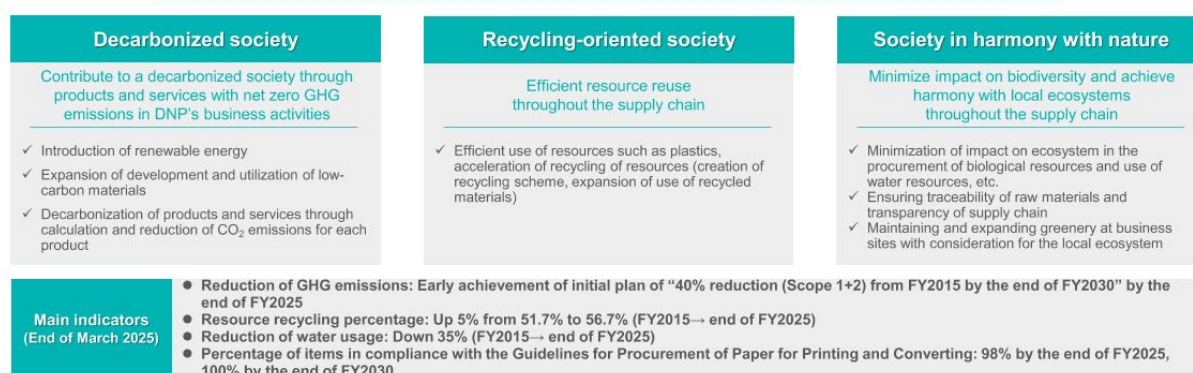 Decarbonized society
Contribute to a decarbonized society through
products and services with net zero GHG
emissions in DNP's business activities
✓ Introduction of renewable energy
✓ Expansion of development and utilization of low-
carbon materials
✓ Decarbonization of products and services through
calculation and reduction of CO₂ emissions for each
product
Recycling-oriented society
Efficient resource reuse
throughout the supply chain
✓ Efficient use of resources such as plastics,
acceleration of recycling of resources (creation of
recycling scheme, expansion of use of recycled
materials)
Society in harmony with nature
Minimize impact on biodiversity and achieve
harmony with local ecosystems
throughout the supply chain
✓ Minimization of impact on ecosystem in the
procurement of biological resources and use of
water resources, etc.
✓ Ensuring traceability of raw materials and
transparency of supply chain
✓ Maintaining and expanding greenery at business
sites with consideration for the local ecosystem
Main indicators
(End of March 2025)
● Reduction of GHG emissions: Early achievement of initial plan of “40% reduction (Scope 1+2) from FY2015 by the end of FY2030” by the
end of FY2025
● Resource recycling percentage: Up 5% from 51.7% to 56.7% (FY2015→ end of FY2025)
● Reduction of water usage: Down 35% (FY2015→ end of FY2025)
● Percentage of items in compliance with the Guidelines for Procurement of Paper for Printing and Converting: 98% by the end of FY2025,
100% by the end of FY2030